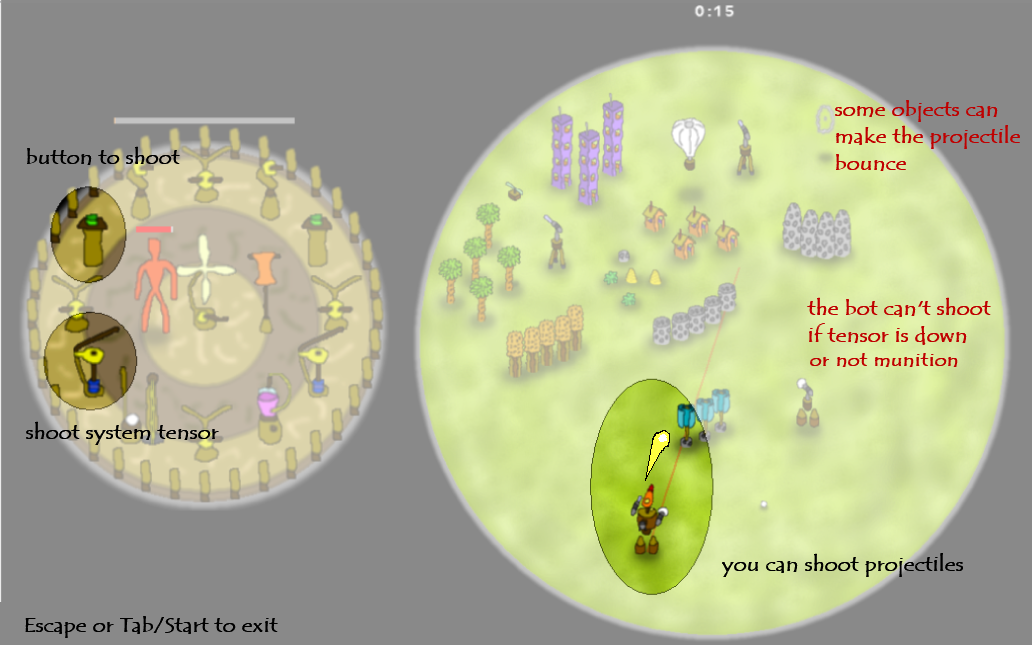 0:15
some objects can
make the projectile
bounce
button to shoot
the bot can't shoot
if tensor is down
or not munition
shoot system tensor
you can shoot projectiles
Escape or Tab/Start to exit